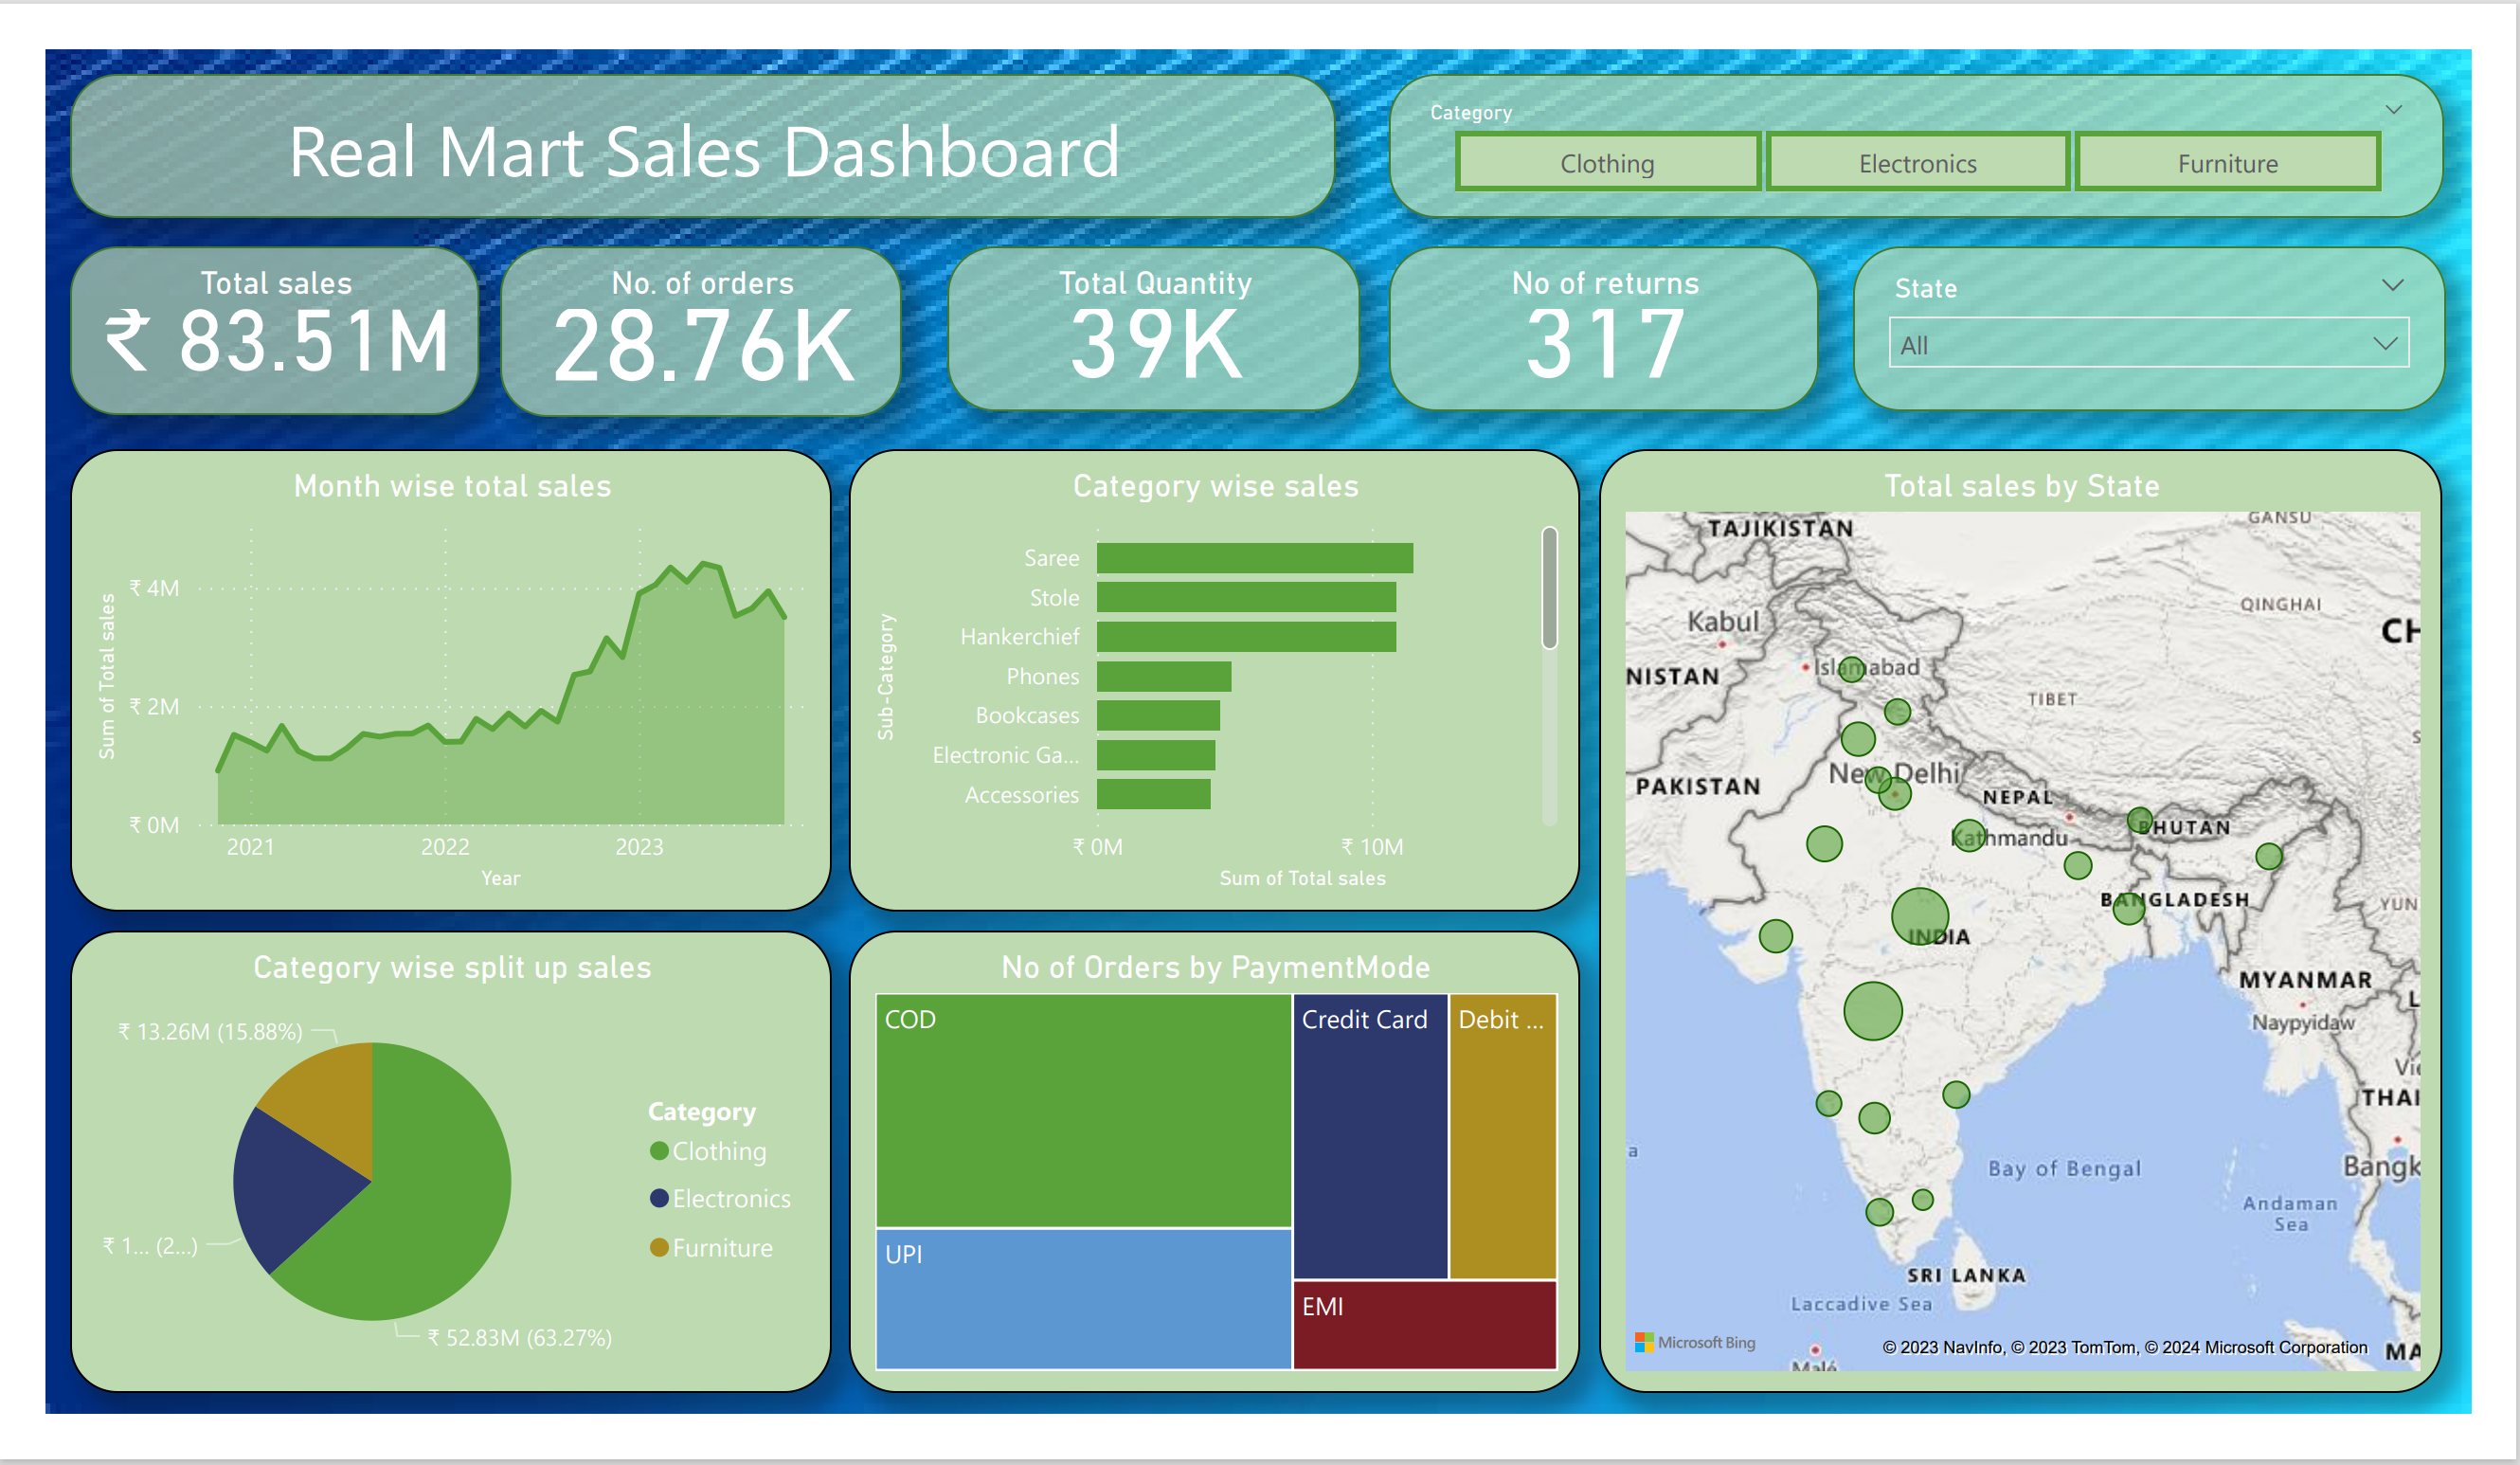 Real Mart Sales Dashboard
Category
Clothing
Electronics
Furniture
Total sales
₹ 83.51M
No. of orders
28.76K
Total Quantity
39K
No of returns
317
State
All
Month wise total sales
Sum of Total sales
₹ 4M
₹ 2M
₹ 0M
2021
2022
2023
Year
Category wise sales
Sub-Category
Saree
Stole
Hankerchief
Phones
Bookcases
Electronic Ga...
Accessories
₹ 0M
₹ 10M
Sum of Total sales
Total sales by State
TAJIKISTAN
GANSU
Kabul
QINGHAI
CH
Islamabad
NISTAN
TIBET
S
New Delhi
PAKISTAN
NEPAL
BHUTAN
Kathmandu
BANGLADESH
YUN
INDIA
MYANMAR
L
Naypyidaw
Vie
THAI
a
Bay of Bengal
Bangk
Andaman
Sea
SRI LANKA
Laccadive Sea
Microsoft Bing
© 2023 NavInfo, © 2023 TomTom, © 2024 Microsoft Corporation
MA
Malé
Category wise split up sales
₹ 13.26M (15.88%)
₹ 1... (2...)
₹ 52.83M (63.27%)
Category
Clothing
Electronics
Furniture
No of Orders by PaymentMode
COD
Credit Card
Debit ...
UPI
EMI